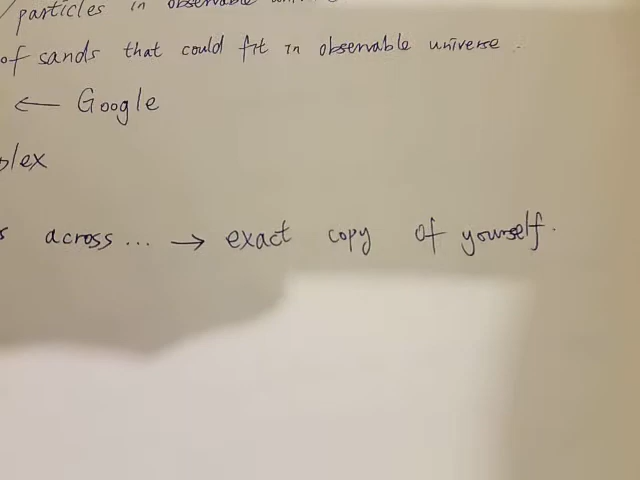 /particles in observable
of sands that could fit in observable universe.
← Google
plex
s across... → exact copy of yourself.